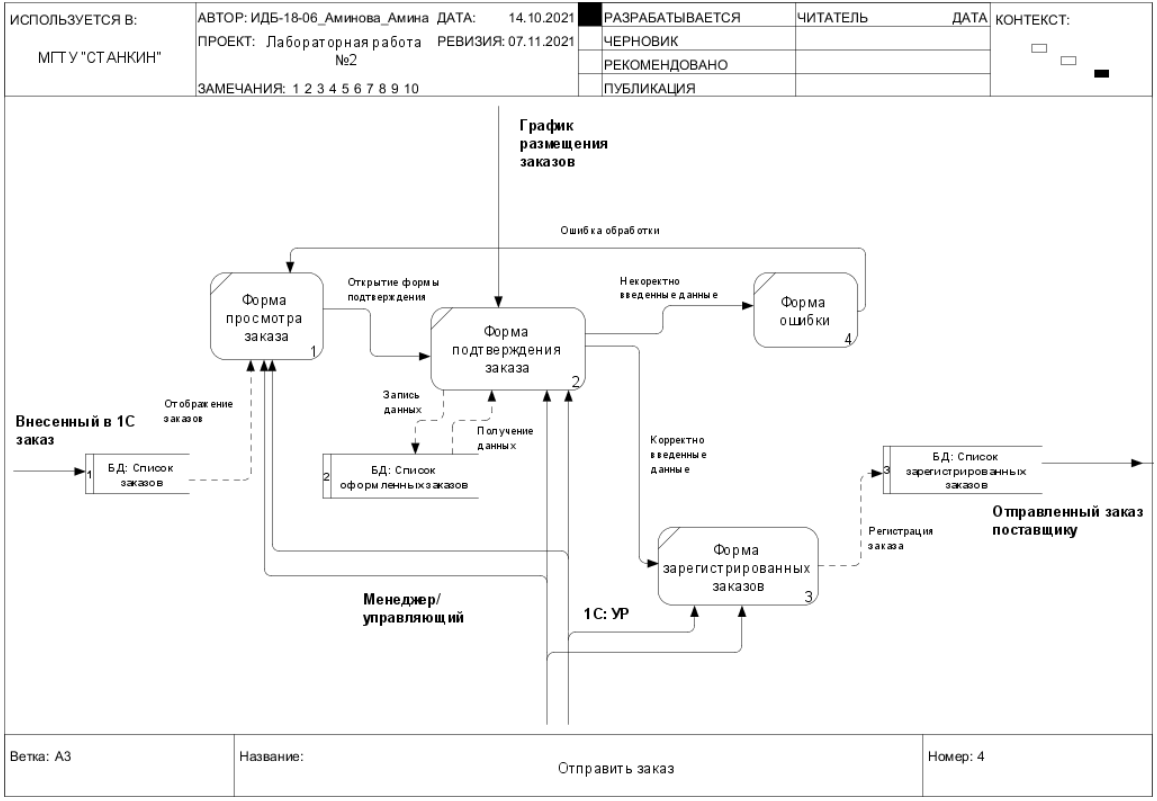 ИСПОЛЬЗУЕТСЯ В:
МГТУ "СТАНКИН"
АВТОР: ИДБ-18-06_Аминова_Амина ДАТА: 14.10.2021
ПРОЕКТ: Лабораторная работа РЕВИЗИЯ: 07.11.2021
№2
ЗАМЕЧАНИЯ: 1 2 3 4 5 6 7 8 9 10
РАЗРАБАТЫВАЕТСЯ
ЧЕРНОВИК
РЕКОМЕНДОВАНО
ПУБЛИКАЦИЯ
ЧИТАТЕЛЬ ДАТА
КОНТЕКСТ:
График
размещения
заказов
Ошибка обработки
Форма
просмотра
заказа
1
Открытие формы
подтверждения
Форма
подтверждения
заказа
2
Некоректно
введенные данные
Форма
ошибки
4
Отображение
заказов
Запись
данных
Получение
данных
Внесенный в 1С
заказ
1
БД: Список
заказов
2
БД: Список
оформленных заказов
Корректно
введенные
данные
3
БД: Список
зарегистрированных
заказов
Отправленный заказ
поставщику
Регистрация
заказа
Форма
зарегистрированных
заказов
3
Менеджер/
управляющий
1С: УР
Ветка: A3
Название:
Отправить заказ
Номер: 4